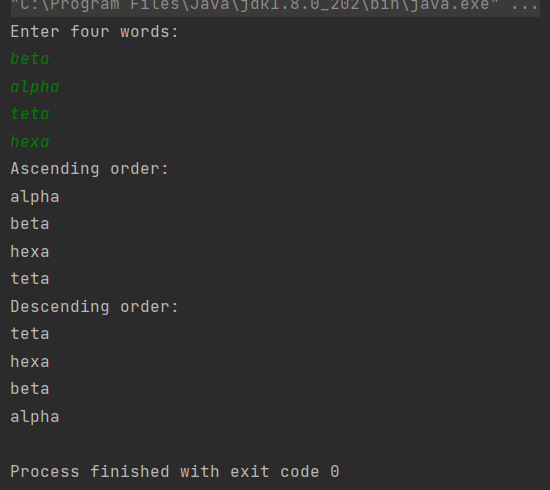 "C:\Program Files\Java\jdk1.8.0_202\bin\java.exe" ...
Enter four words:
beta
alpha
teta
hexa
Ascending order:
alpha
beta
hexa
teta
Descending order:
teta
hexa
beta
alpha
Process finished with exit code 0